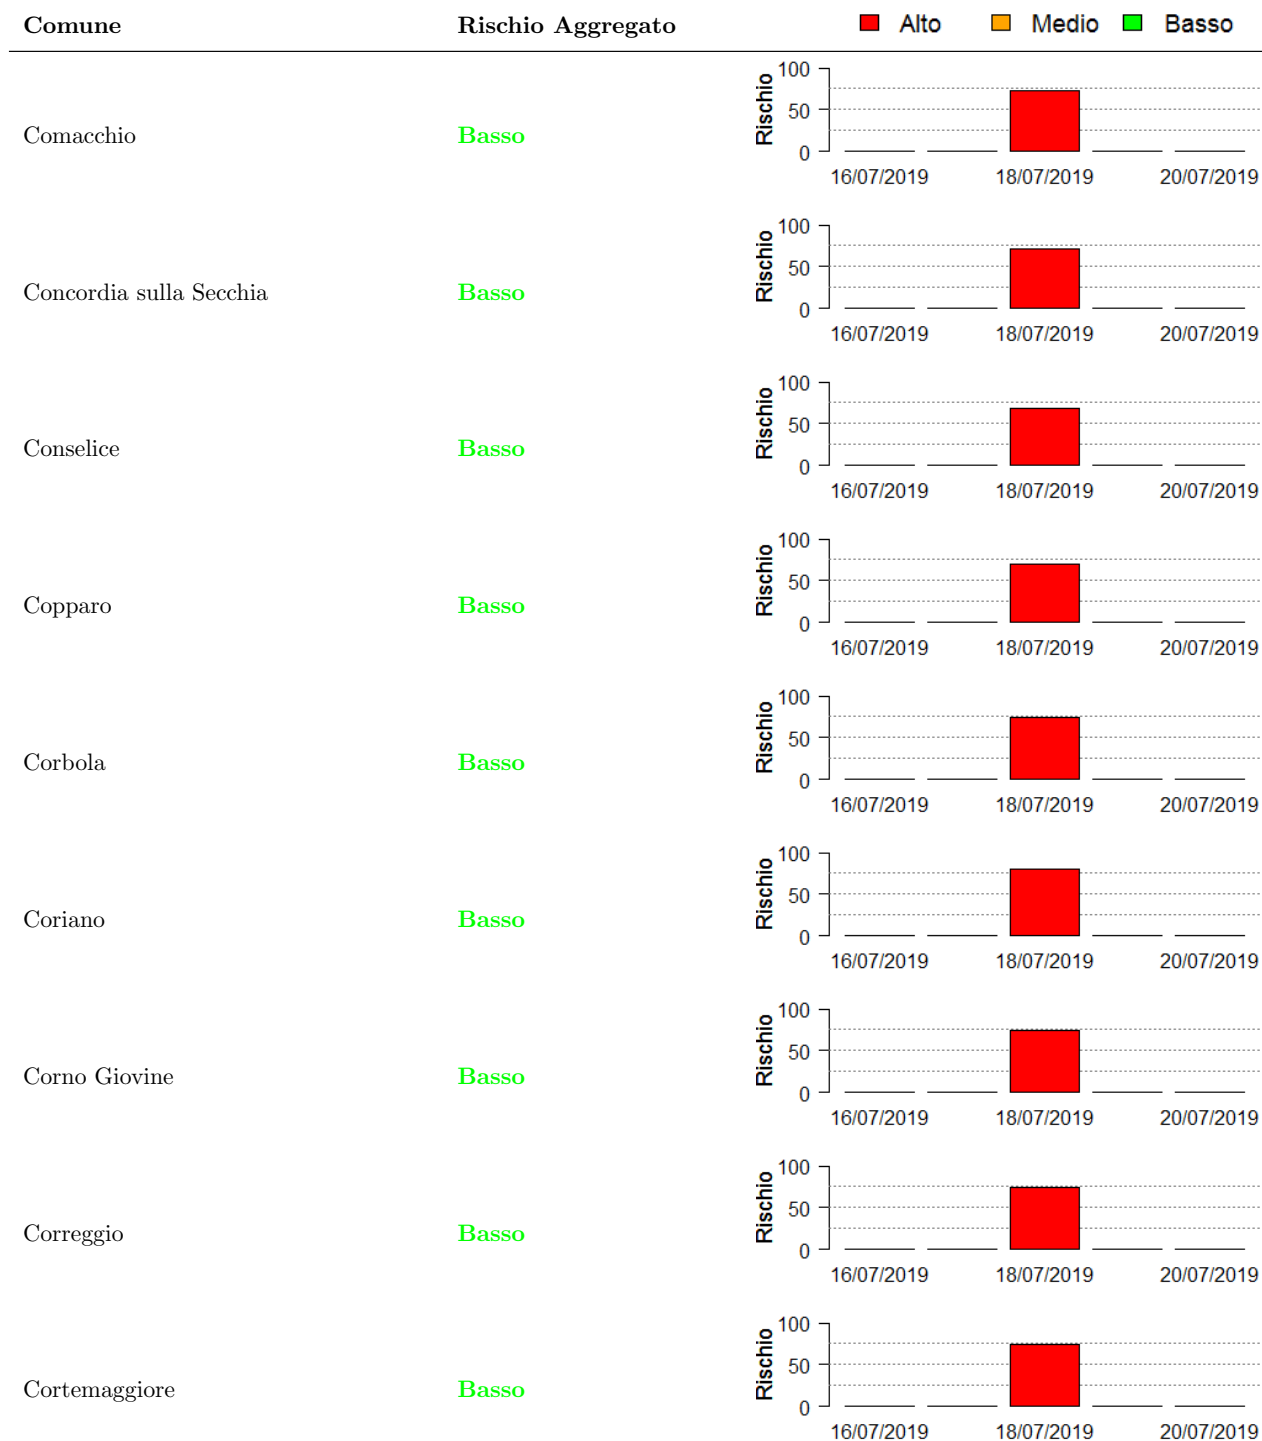 Comune Rischio Aggregato Alto Medio Basso
Comacchio Basso
Rischio
100
50
0
16/07/2019 18/07/2019 20/07/2019
Concordia sulla Secchia Basso
Rischio
100
50
0
16/07/2019 18/07/2019 20/07/2019
Conselice Basso
Rischio
100
50
0
16/07/2019 18/07/2019 20/07/2019
Copparo Basso
Rischio
100
50
0
16/07/2019 18/07/2019 20/07/2019
Corbola Basso
Rischio
100
50
0
16/07/2019 18/07/2019 20/07/2019
Coriano Basso
Rischio
100
50
0
16/07/2019 18/07/2019 20/07/2019
Corno Giovine Basso
Rischio
100
50
0
16/07/2019 18/07/2019 20/07/2019
Correggio Basso
Rischio
100
50
0
16/07/2019 18/07/2019 20/07/2019
Cortemaggiore Basso
Rischio
100
50
0
16/07/2019 18/07/2019 20/07/2019